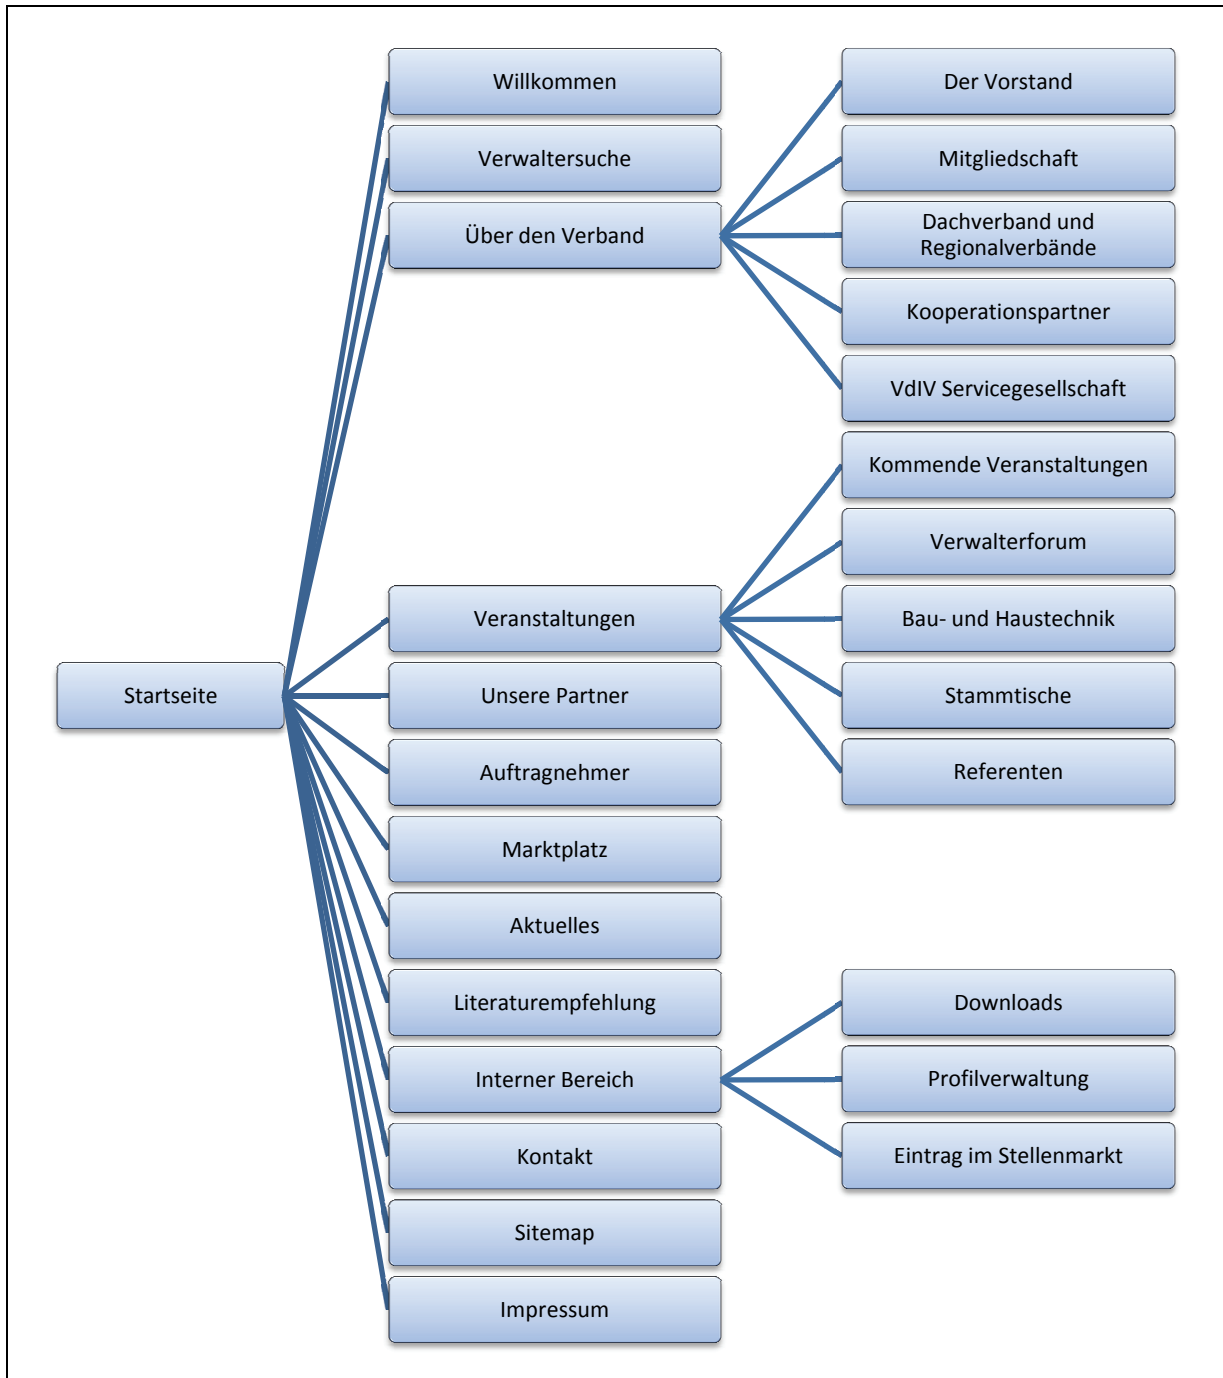 Startseite
Willkommen
Verwaltersuche
Über den Verband
Der Vorstand
Mitgliedschaft
Dachverband und
Regionalverbände
Kooperationspartner
VdIV Servicegesellschaft
Veranstaltungen
Kommende Veranstaltungen
Verwalterforum
Bau- und Haustechnik
Stammtische
Referenten
Unsere Partner
Auftragnehmer
Marktplatz
Aktuelles
Literaturempfehlung
Interner Bereich
Downloads
Profilverwaltung
Eintrag im Stellenmarkt
Kontakt
Sitemap
Impressum